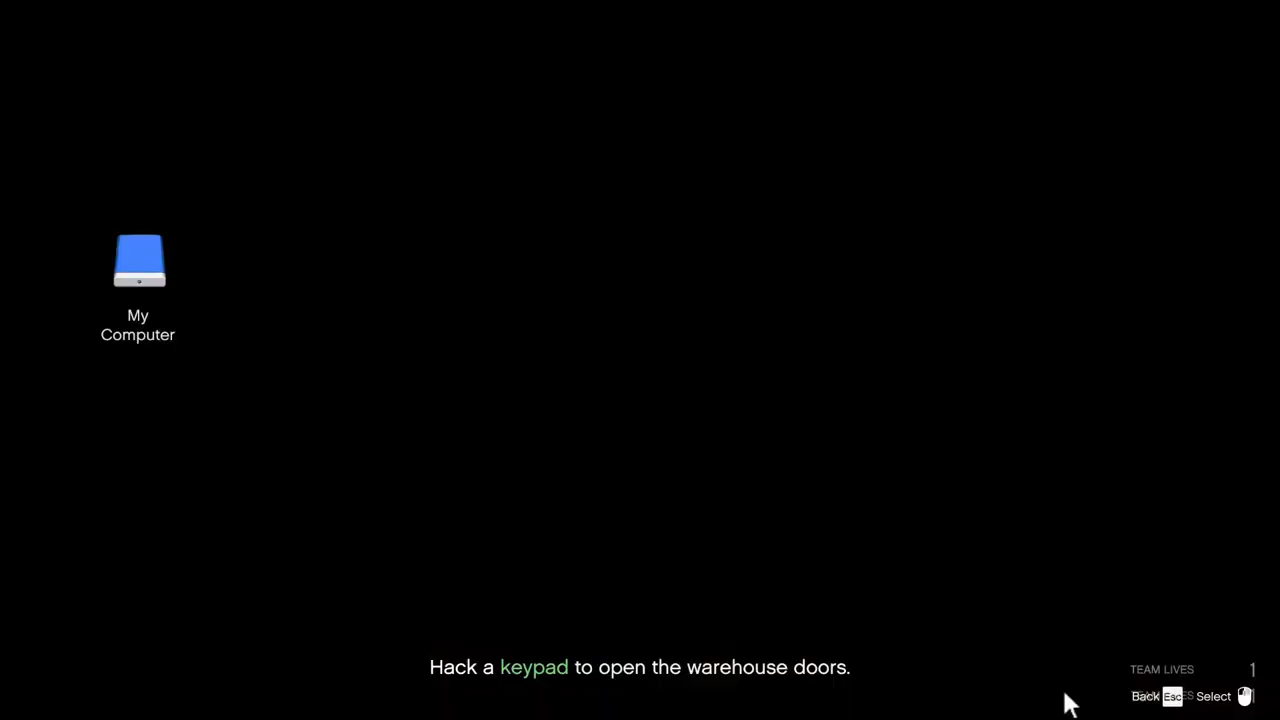 My
Computer
Hack a keypad to open the warehouse doors.
TEAM LIVES 1
Back Esc Select